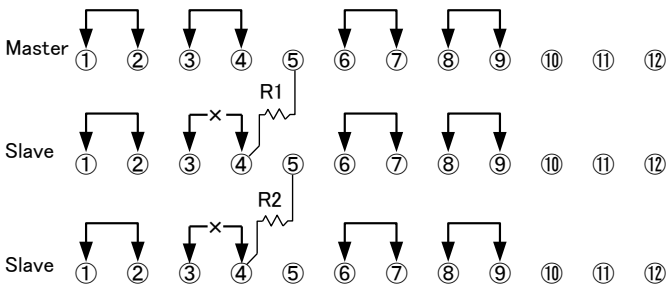 Master ① ② ③ ④ ⑤ ⑥ ⑦ ⑧ ⑨ ⑩ ⑪ ⑫
R1
Slave ① ② ③ ④ ⑤ ⑥ ⑦ ⑧ ⑨ ⑩ ⑪ ⑫
R2
Slave ① ② ③ ④ ⑤ ⑥ ⑦ ⑧ ⑨ ⑩ ⑪ ⑫